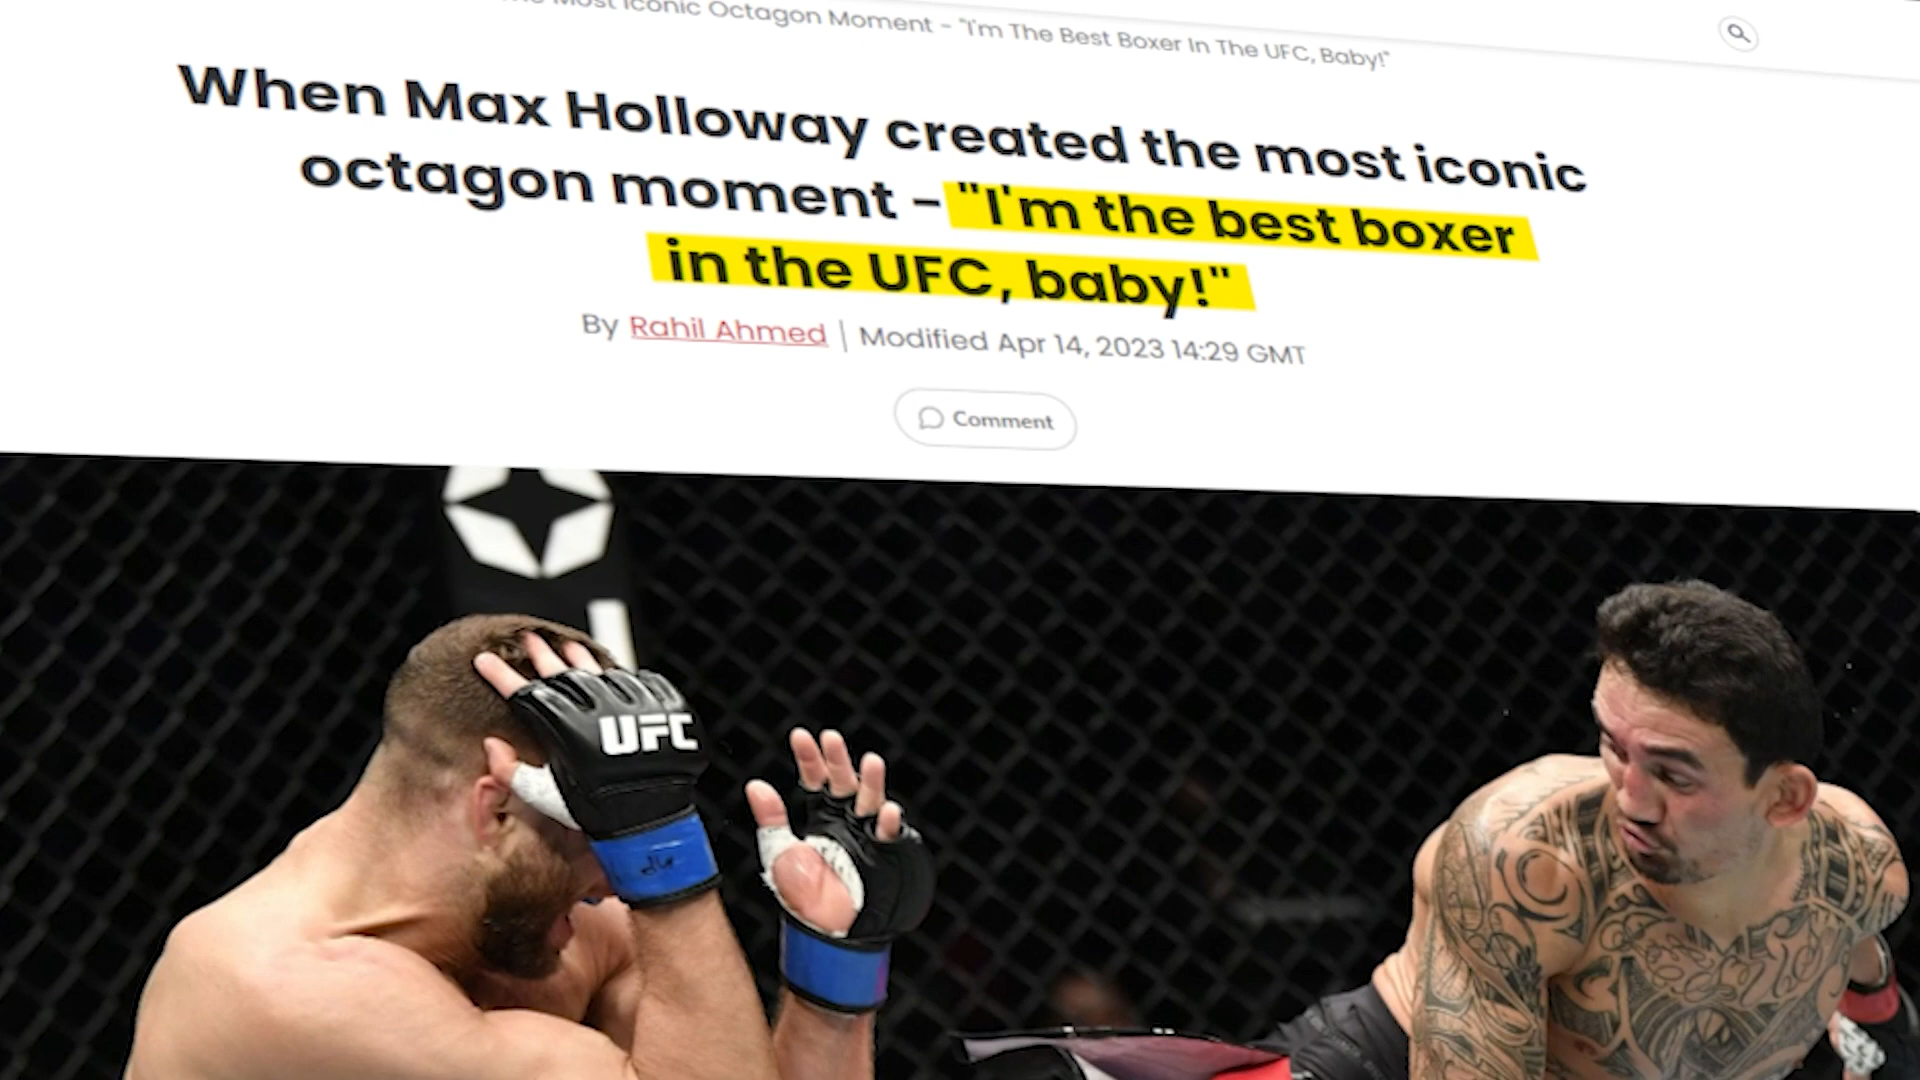 Most Iconic Octagon Moment - "I'm The Best Boxer In The UFC, Baby!"
When Max Holloway created the most iconic
octagon moment - "I'm the best boxer
in the UFC, baby!"
By Rahil Ahmed | Modified Apr 14, 2023 14:29 GMT
Comment
UFC